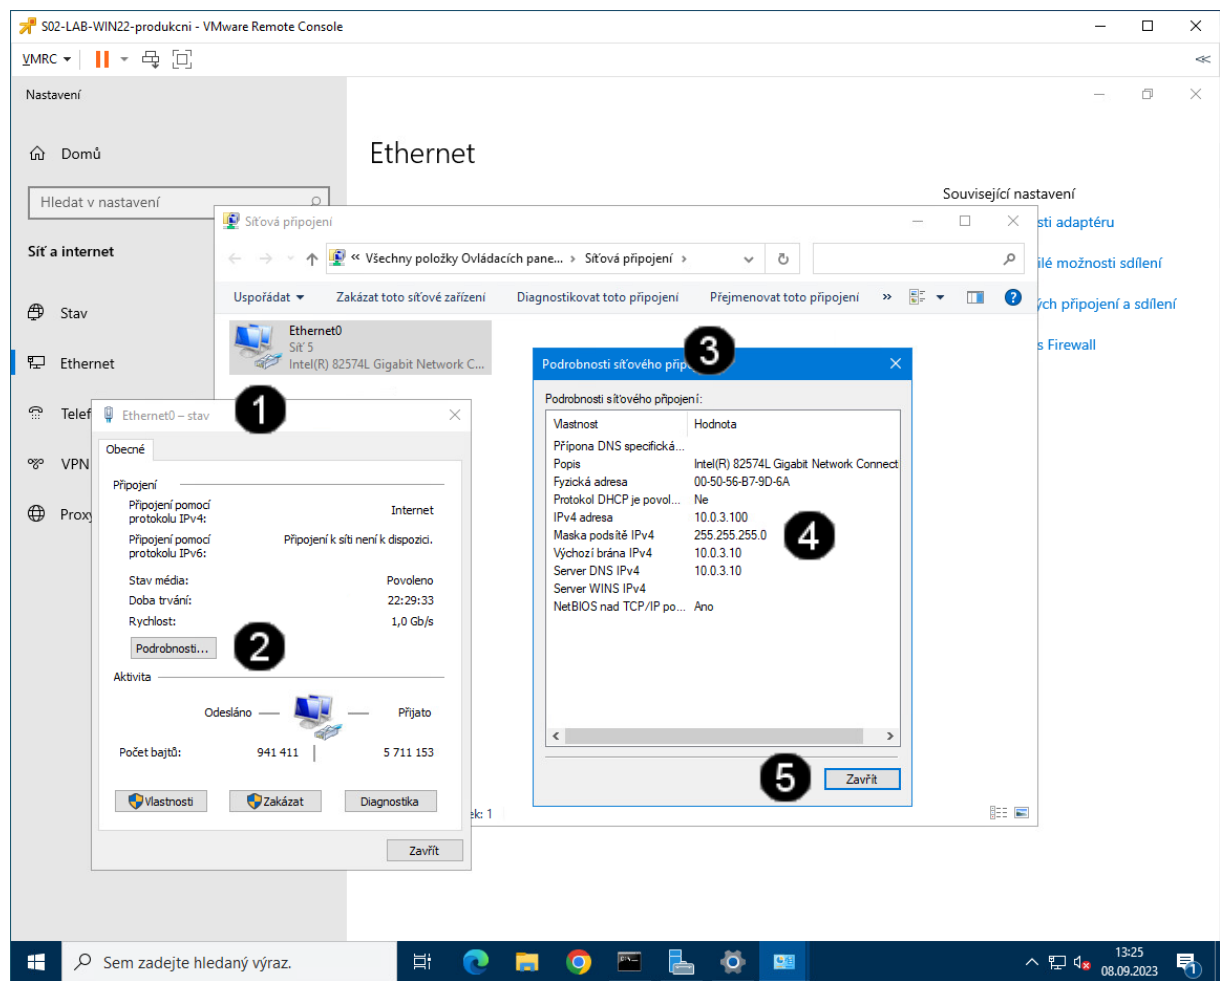 S02-LAB-WIN22-produkcni - VMware Remote Console
VMRC
Nastavení
Domů
Hledat v nastavení
Síť a internet
Stav
Ethernet
VPN
Ethernet
Související nastavení
Síťová připojení
« Všechny položky Ovládacích pane... › Síťová připojení ›
Uspořádat
Zakázat toto síťové zařízení
Diagnostikovat toto připojení
Přejmenovat toto připojení
»
Ethernet0
Síť 5
Intel(R) 82574L Gigabit Network C...
ilé možnosti sdílení
ých připojení a sdílení
s Firewall
sti adaptéru
1
Ethernet0 – stav
Obecné
Připojení
Připojení pomocí protokolu IPv4: Internet
Připojení pomocí protokolu IPv6: Připojení k síti není k dispozici.
Stav média: Povoleno
Doba trvání: 22:29:33
Rychlost: 1,0 Gb/s
Podrobnosti...
2
Aktivita
Odesláno
Přijato
Počet bajtů: 941 411 5 711 153
Vlastnosti
Zakázat
Diagnostika
Zavřít
3
Podrobnosti síťového přip
Podrobnosti síťového připojení:
Vlastnost Hodnota
Přípona DNS specifická...
Popis Intel(R) 82574L Gigabit Network Connect
Fyzická adresa 00-50-56-B7-9D-6A
Protokol DHCP je povol... Ne
IPv4 adresa 10.0.3.100
Maska podsítě IPv4 255.255.255.0
Výchozí brána IPv4 10.0.3.10
Server DNS IPv4 10.0.3.10
Server WINS IPv4
NetBIOS nad TCP/IP po... Ano
4
5
Zavřít
ek: 1
Sem zadejte hledaný výraz.
13:25
08.09.2023
1